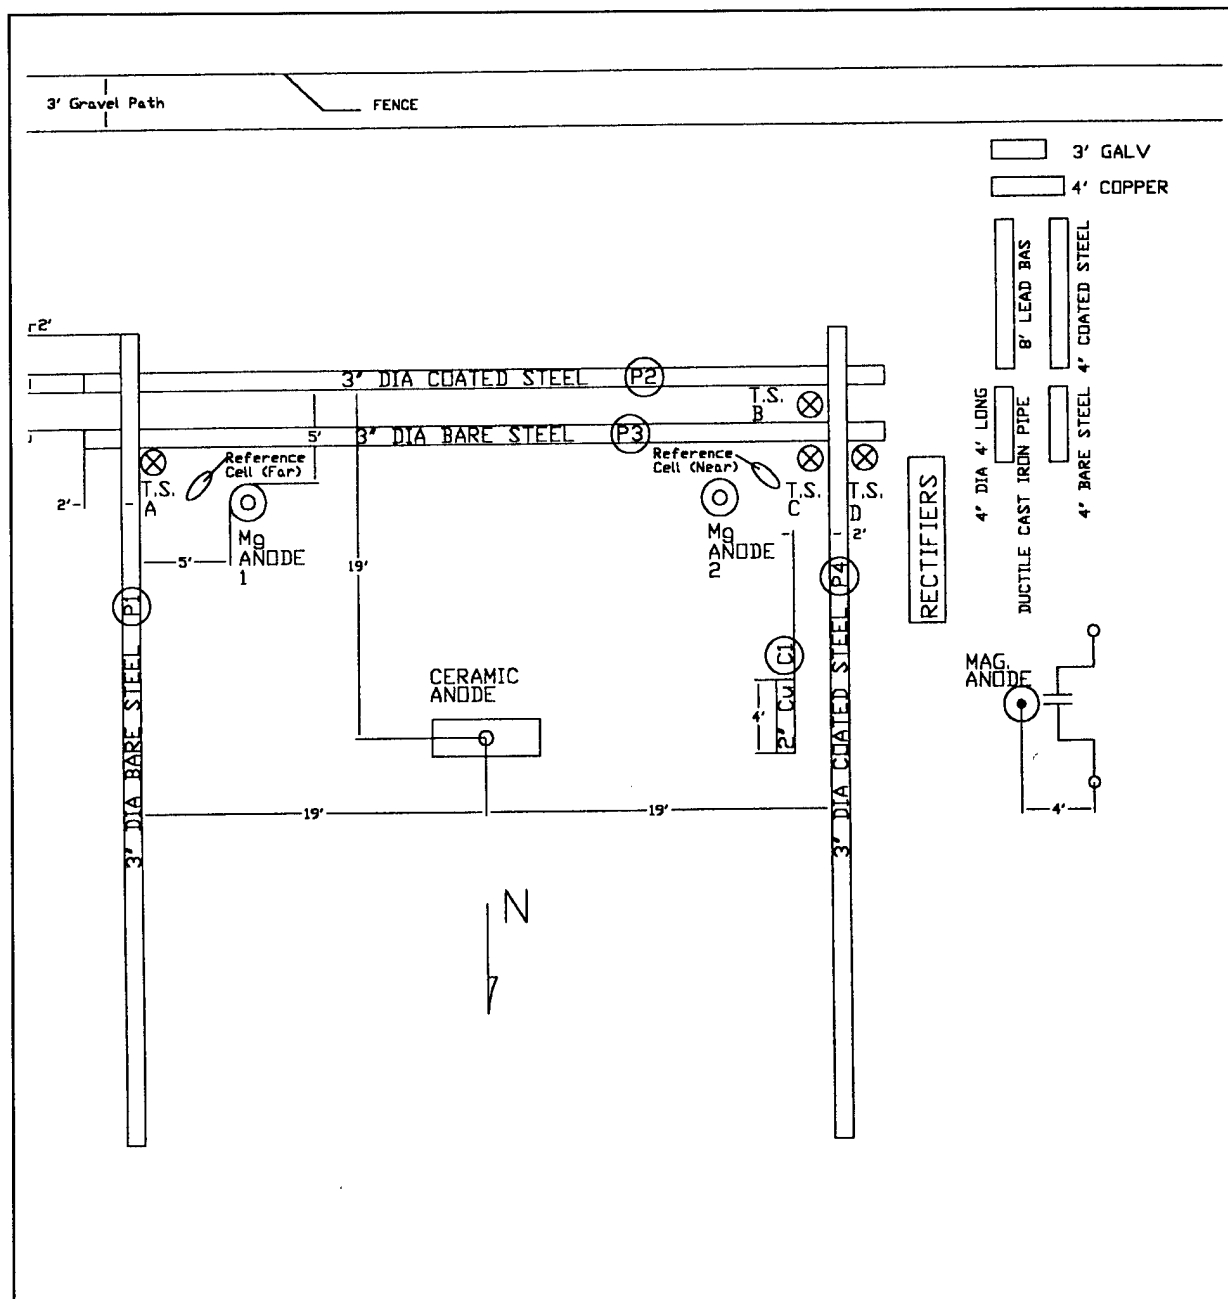 3' Gravel Path
FENCE
3' GALV
4' COPPER
8' LEAD BAS
4' COATED STEEL
2'
3" DIA COATED STEEL
P2
T.S.
B
3" DIA BARE STEEL
P3
5'
Reference
Cell (Far)
Reference
Cell (Near)
T.S.
A
2'
T.S.
C
T.S.
D
2'
Mg
ANODE
1
5'
Mg
ANODE
2
19'
4' DIA 4' LONG
DUCTILE CAST IRON PIPE
4' BARE STEEL
RECTIFIERS
P1
3" DIA BARE STEEL
P4
3" DIA COATED STEEL
C1
2" Cu
4'
CERAMIC
ANODE
MAG.
ANODE
4'
19'
19'
N